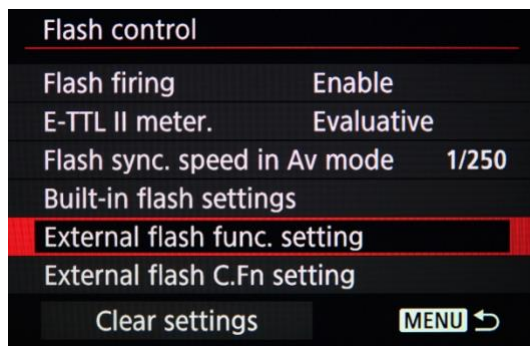 Flash control
Flash firing Enable
E-TTL II meter. Evaluative
Flash sync. speed in Av mode 1/250
Built-in flash settings
External flash func. setting
External flash C.Fn setting
Clear settings MENU